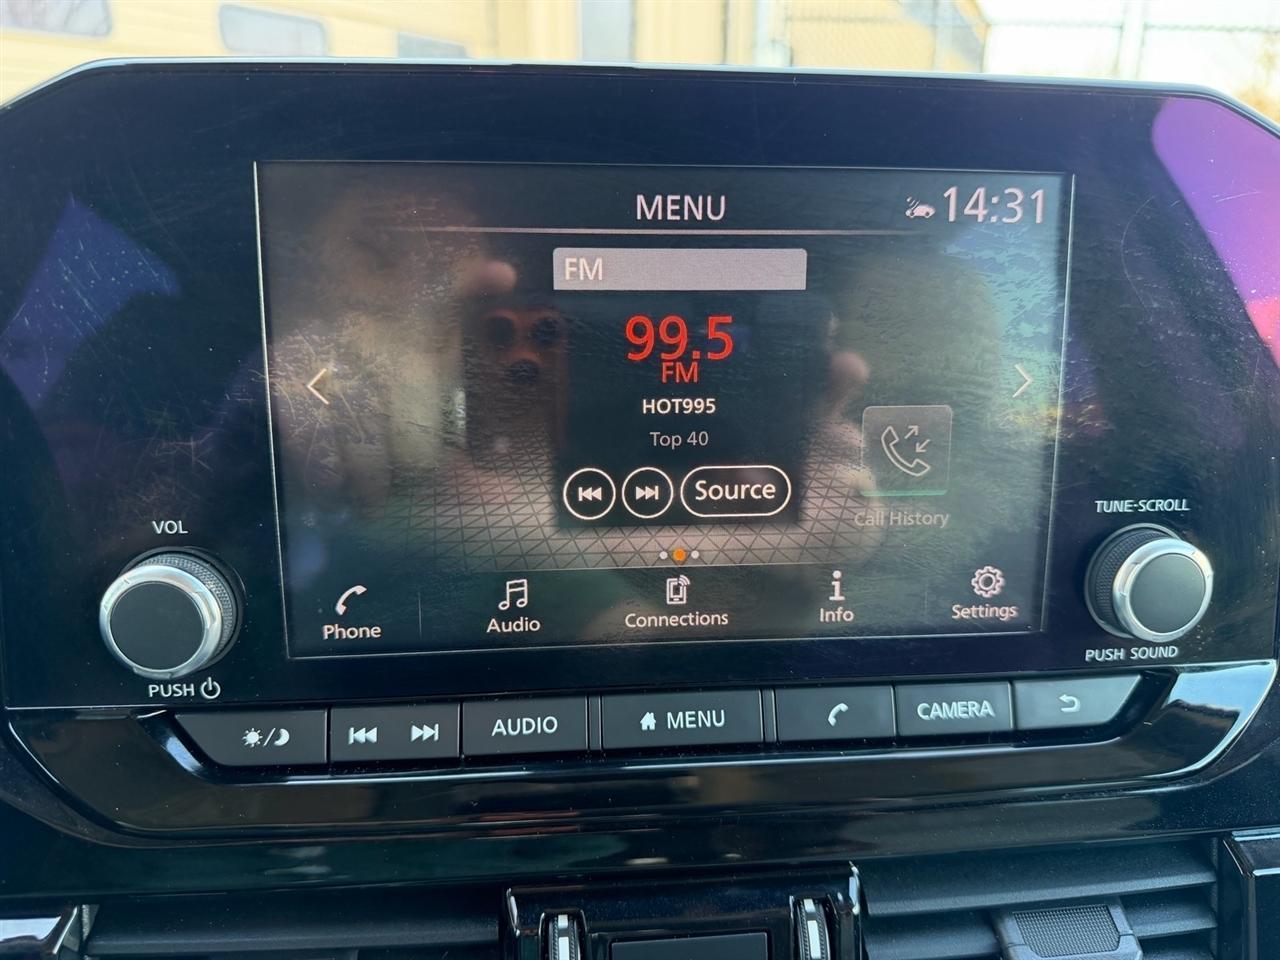 MENU
14:31
FM
99.5
FM
HOT995
Top 40
Source
Call History
Phone
Audio
Connections
Info
Settings
VOL
PUSH
TUNE-SCROLL
PUSH SOUND
AUDIO
MENU
CAMERA